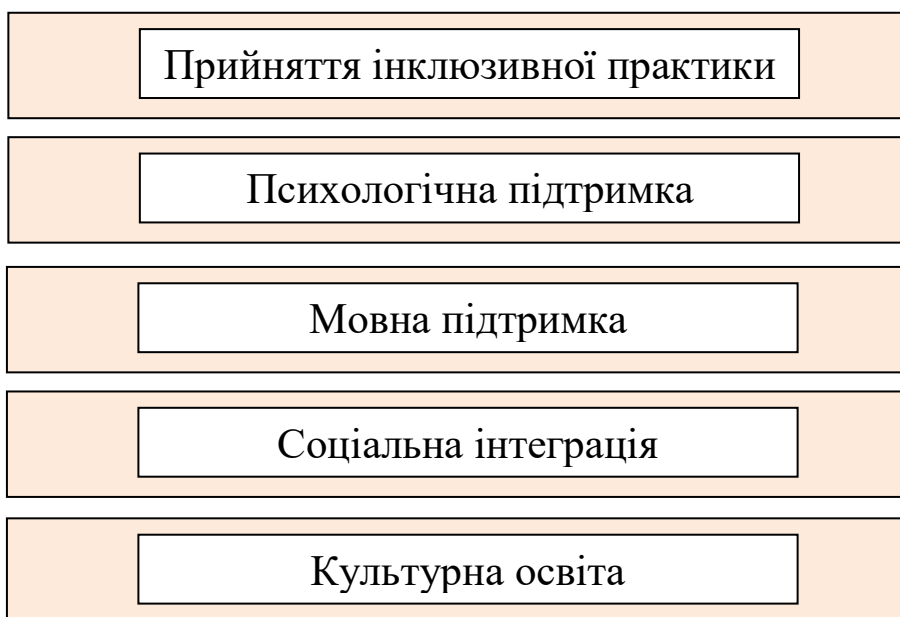 Прийняття інклюзивної практики
Психологічна підтримка
Мовна підтримка
Соціальна інтеграція
Культурна освіта